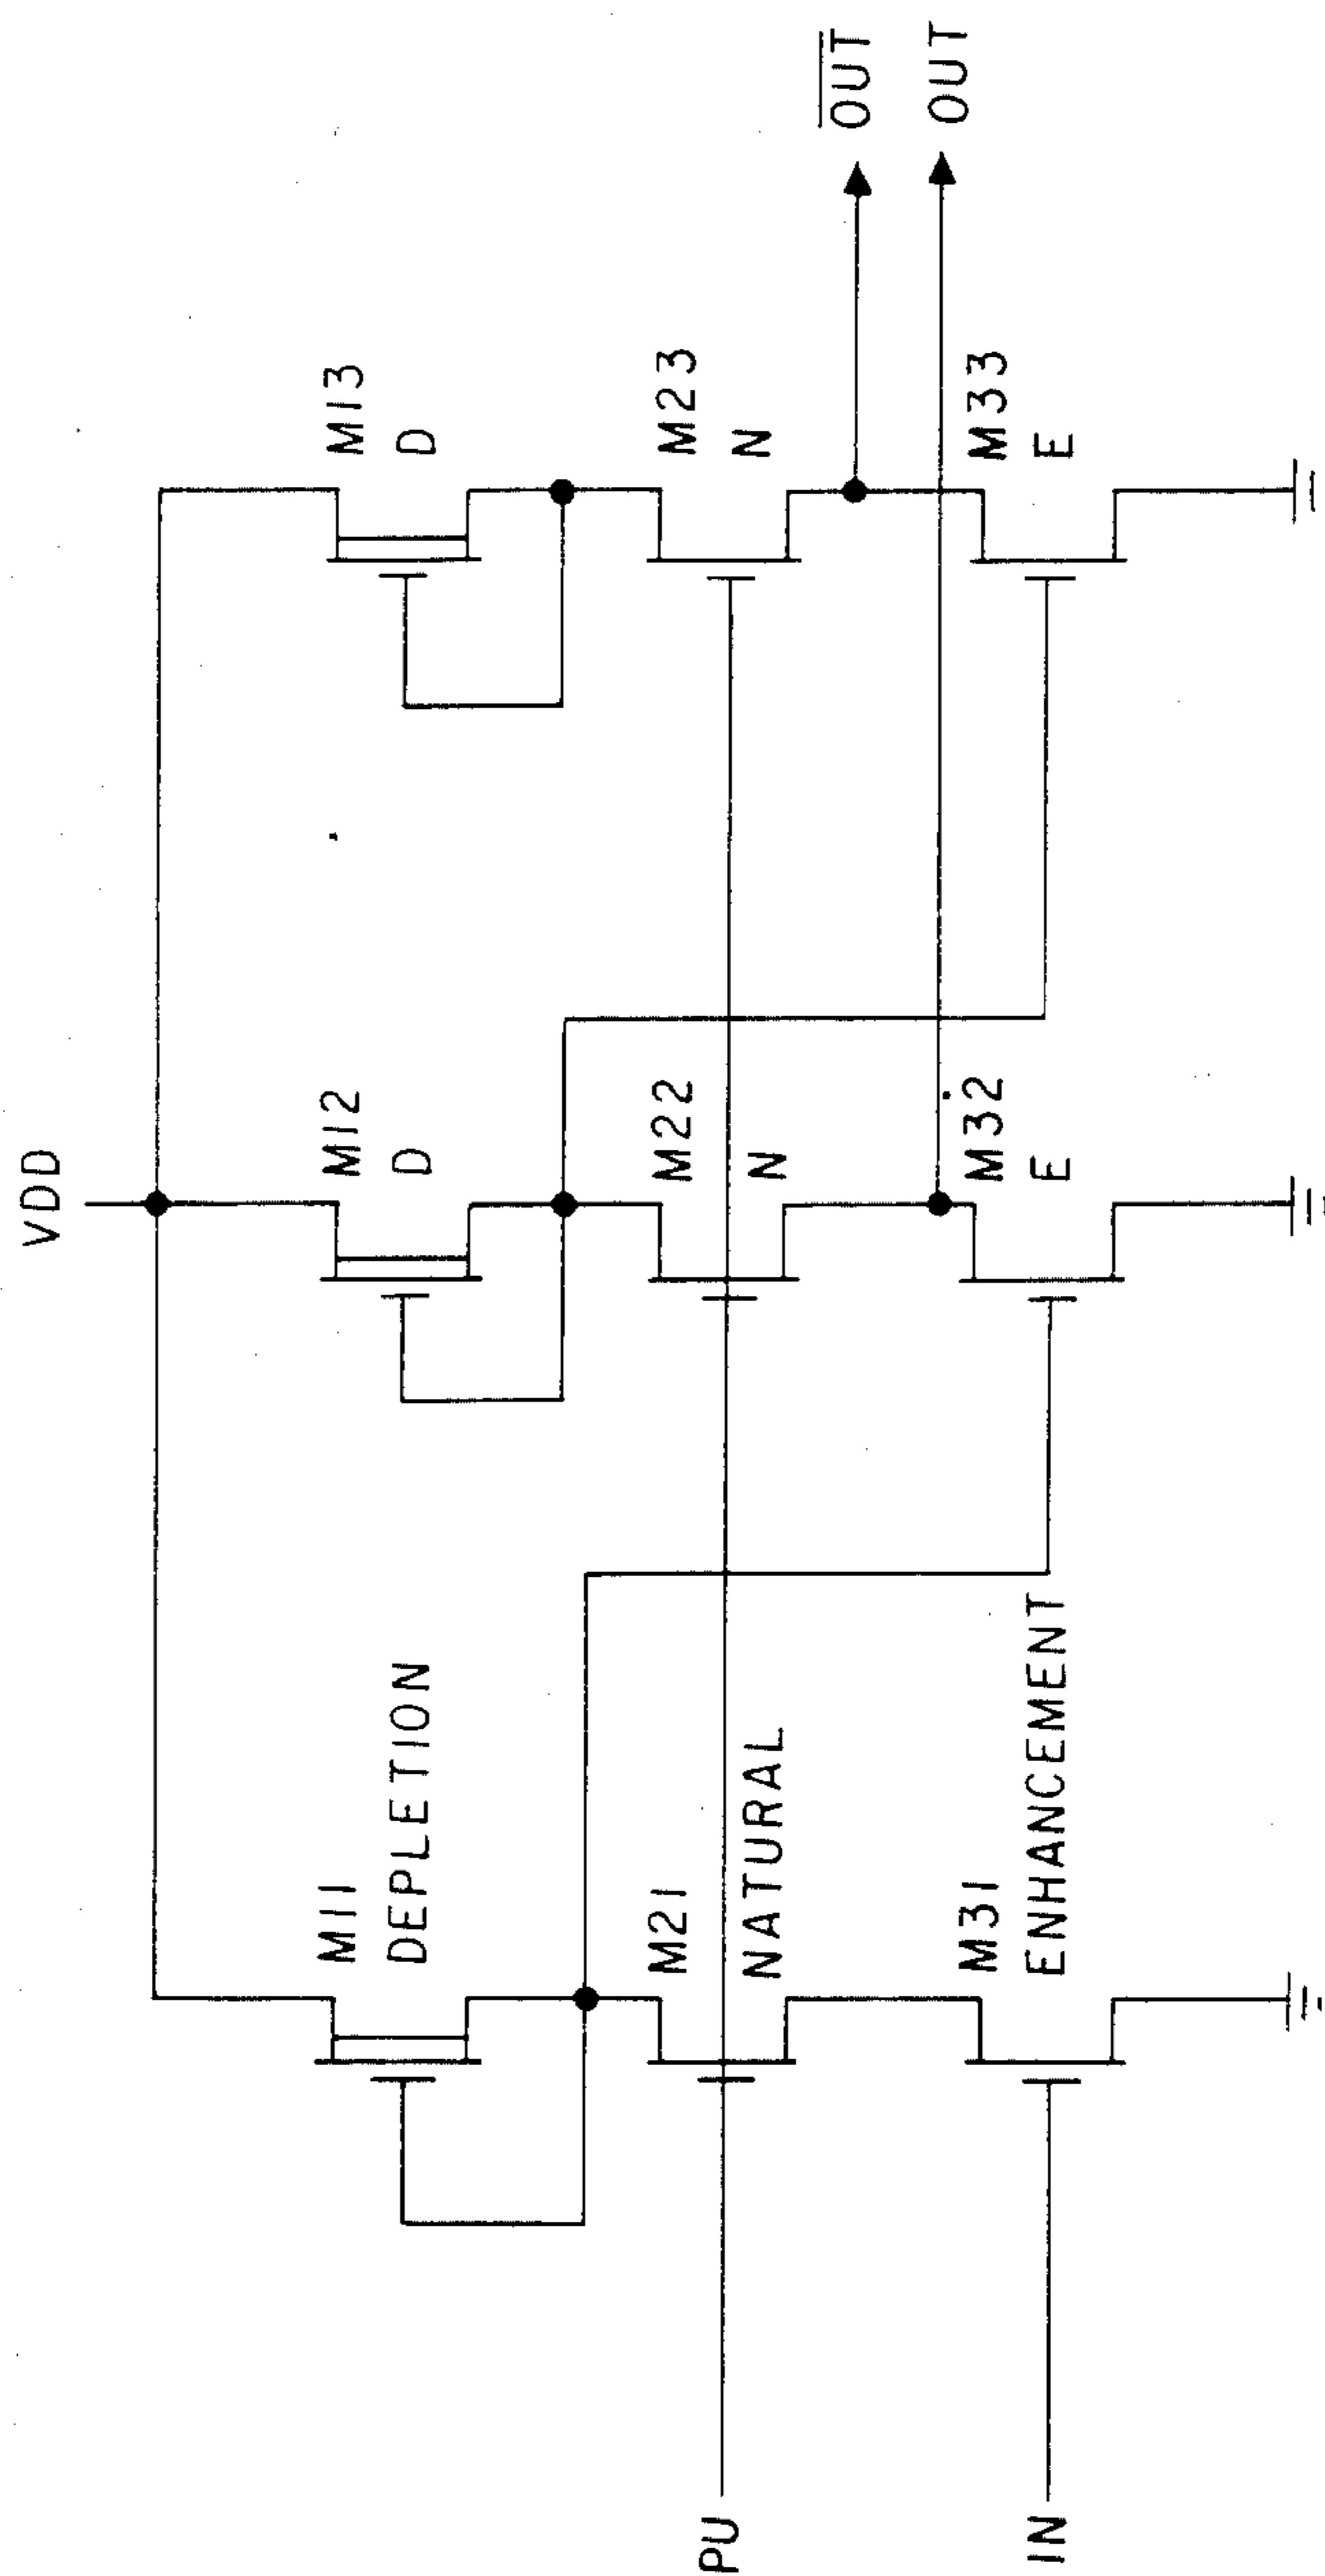 VDD
M11
DEPLETION
M12
D
M13
D
M21
NATURAL
M22
N
M23
N
PU
OUT
OUT
M31
ENHANCEMENT
M32
E
M33
E
IN